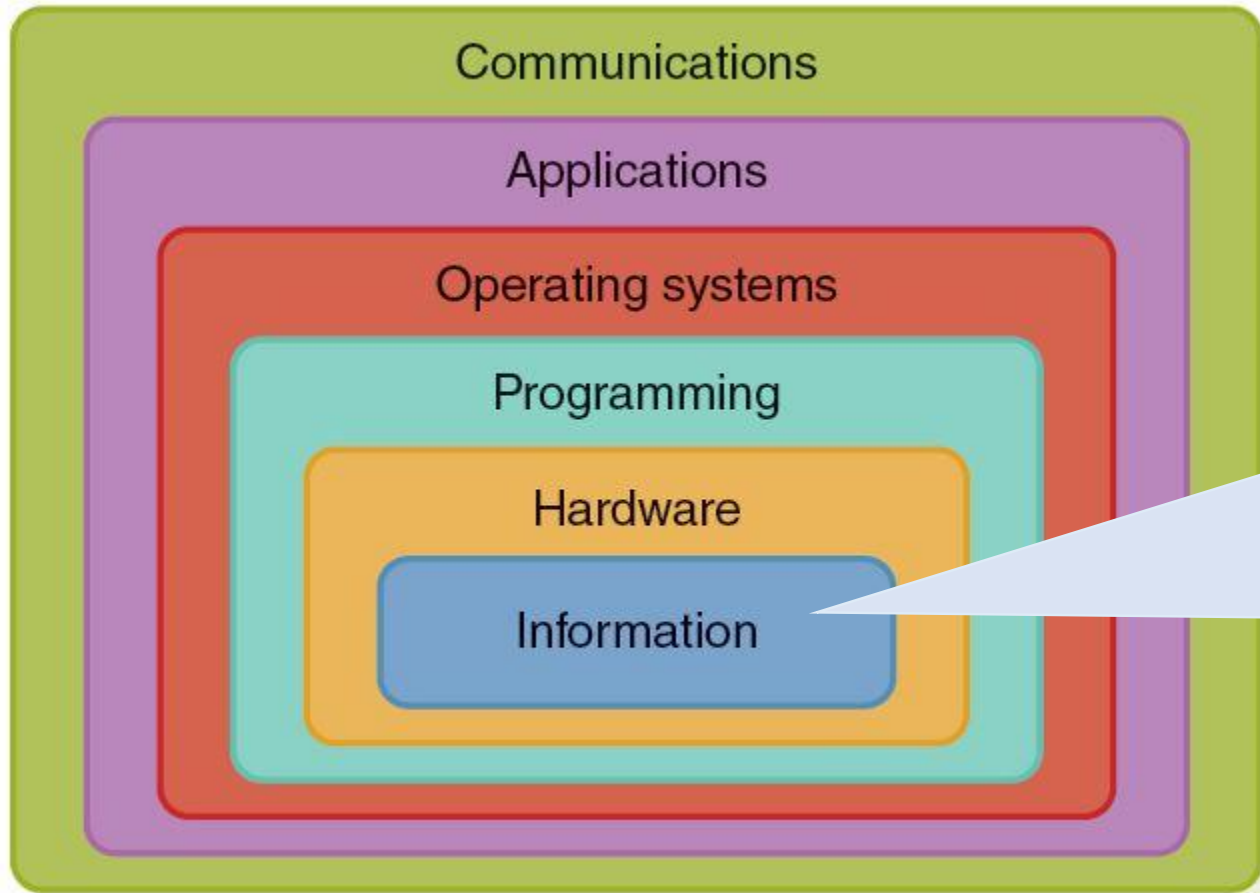 Communications
Applications
Operating systems
Programming
Hardware
Information